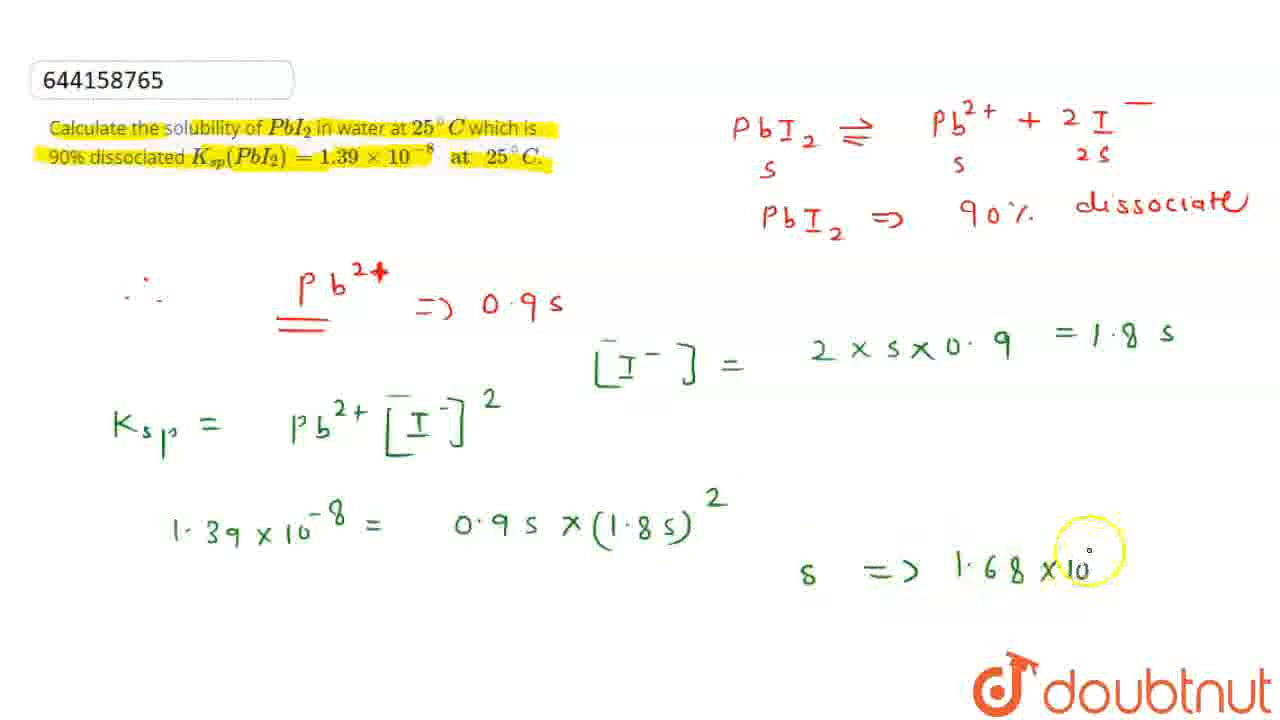 644158765
Calculate the solubility of PbI₂ in water at 25°C which is
90% dissociated K_sp(PbI₂) = 1.39 × 10⁻⁸ at 25°C.
PbI₂ ⇌ Pb²⁺ + 2I⁻
s s 2s
PbI₂ ⇒ 90% dissociate
∴ Pb²⁺ ⇒ 0.9s
[I⁻] = 2 × s × 0.9 = 1.8 s
Ksp = Pb²⁺ [I⁻]²
1.39 × 10⁻⁸ = 0.9 s × (1.8 s)²
s ⇒ 1.68 × 10
doubtnut